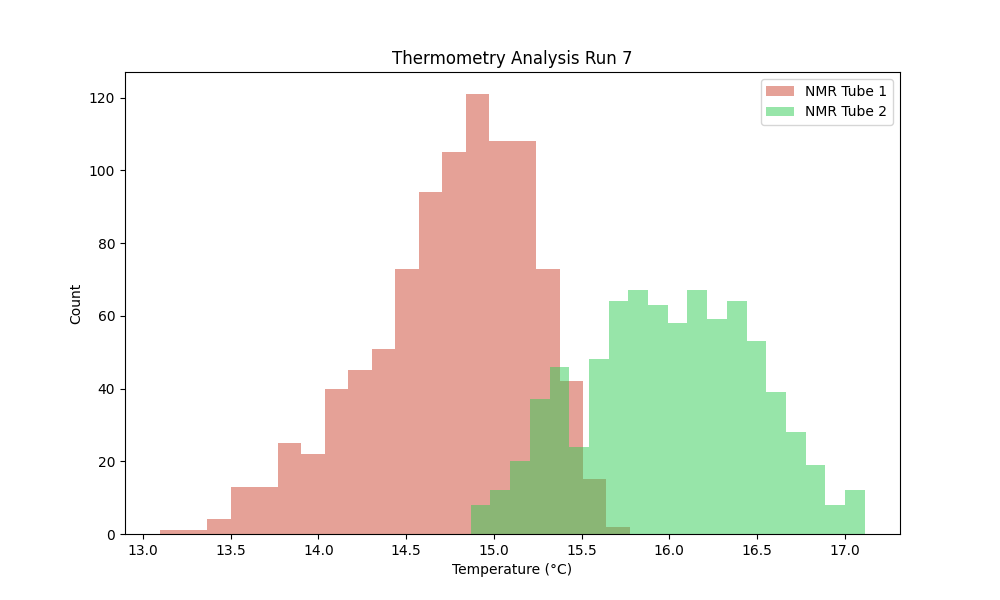 Thermometry Analysis Run 7
NMR Tube 1
NMR Tube 2
120
100
80
60
40
20
0
Count
13.0 13.5 14.0 14.5 15.0 15.5 16.0 16.5 17.0
Temperature (°C)